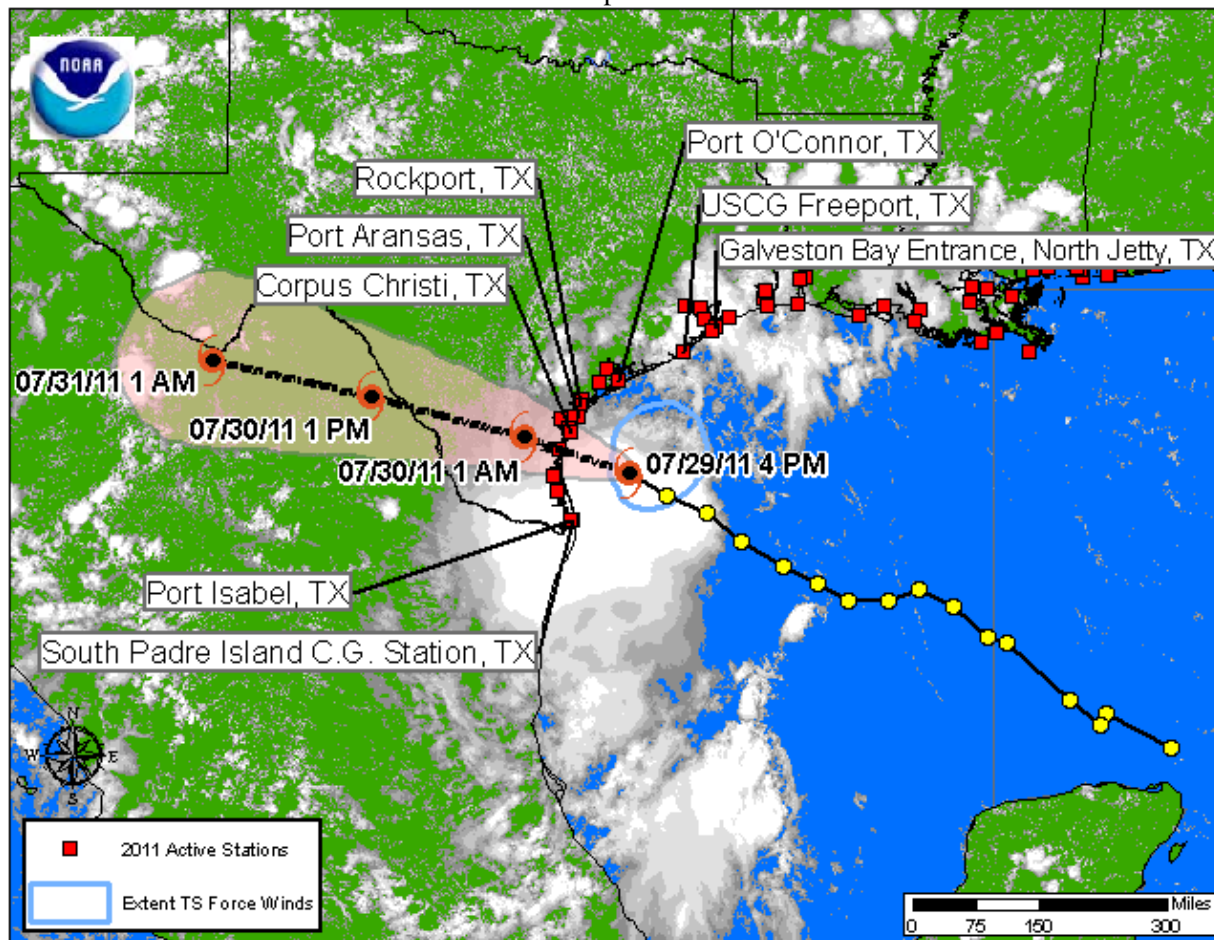 NOAA
Port O'Connor, TX
Rockport, TX
USCG Freeport, TX
Port Aransas, TX
Galveston Bay Entrance, North Jetty, TX
Corpus Christi, TX
07/31/11 1 AM
07/30/11 1 PM
07/30/11 1 AM
07/29/11 4 PM
Port Isabel, TX
South Padre Island C.G. Station, TX
N
W
E
S
2011 Active Stations
Extent TS Force Winds
Miles
0 75 150 300